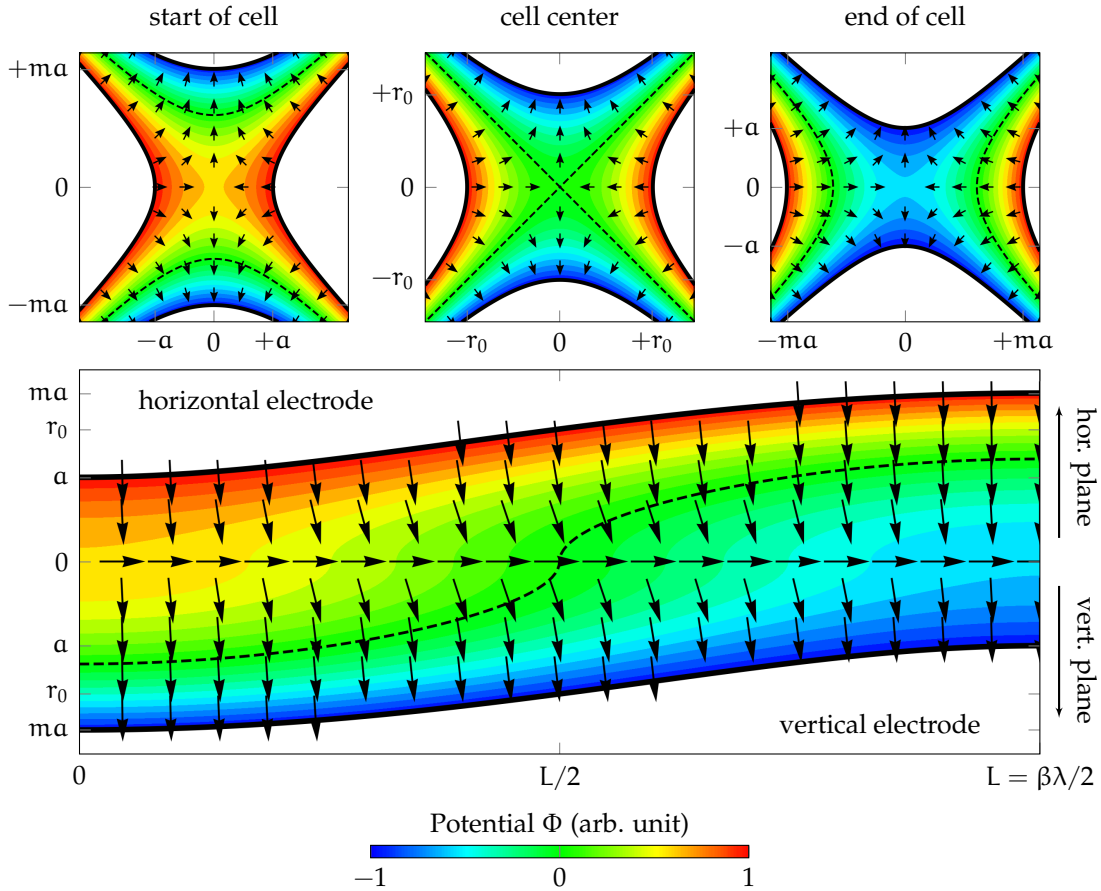 start of cell
cell center
end of cell
+ma
0
−ma
−a
0
+a
+r₀
0
−r₀
−r₀
0
+r₀
+a
0
−a
−ma
0
+ma
horizontal electrode
vertical electrode
ma
r₀
a
0
a
r₀
ma
hor. plane
vert. plane
0
L/2
L = βλ/2
Potential Φ (arb. unit)
−1
0
1